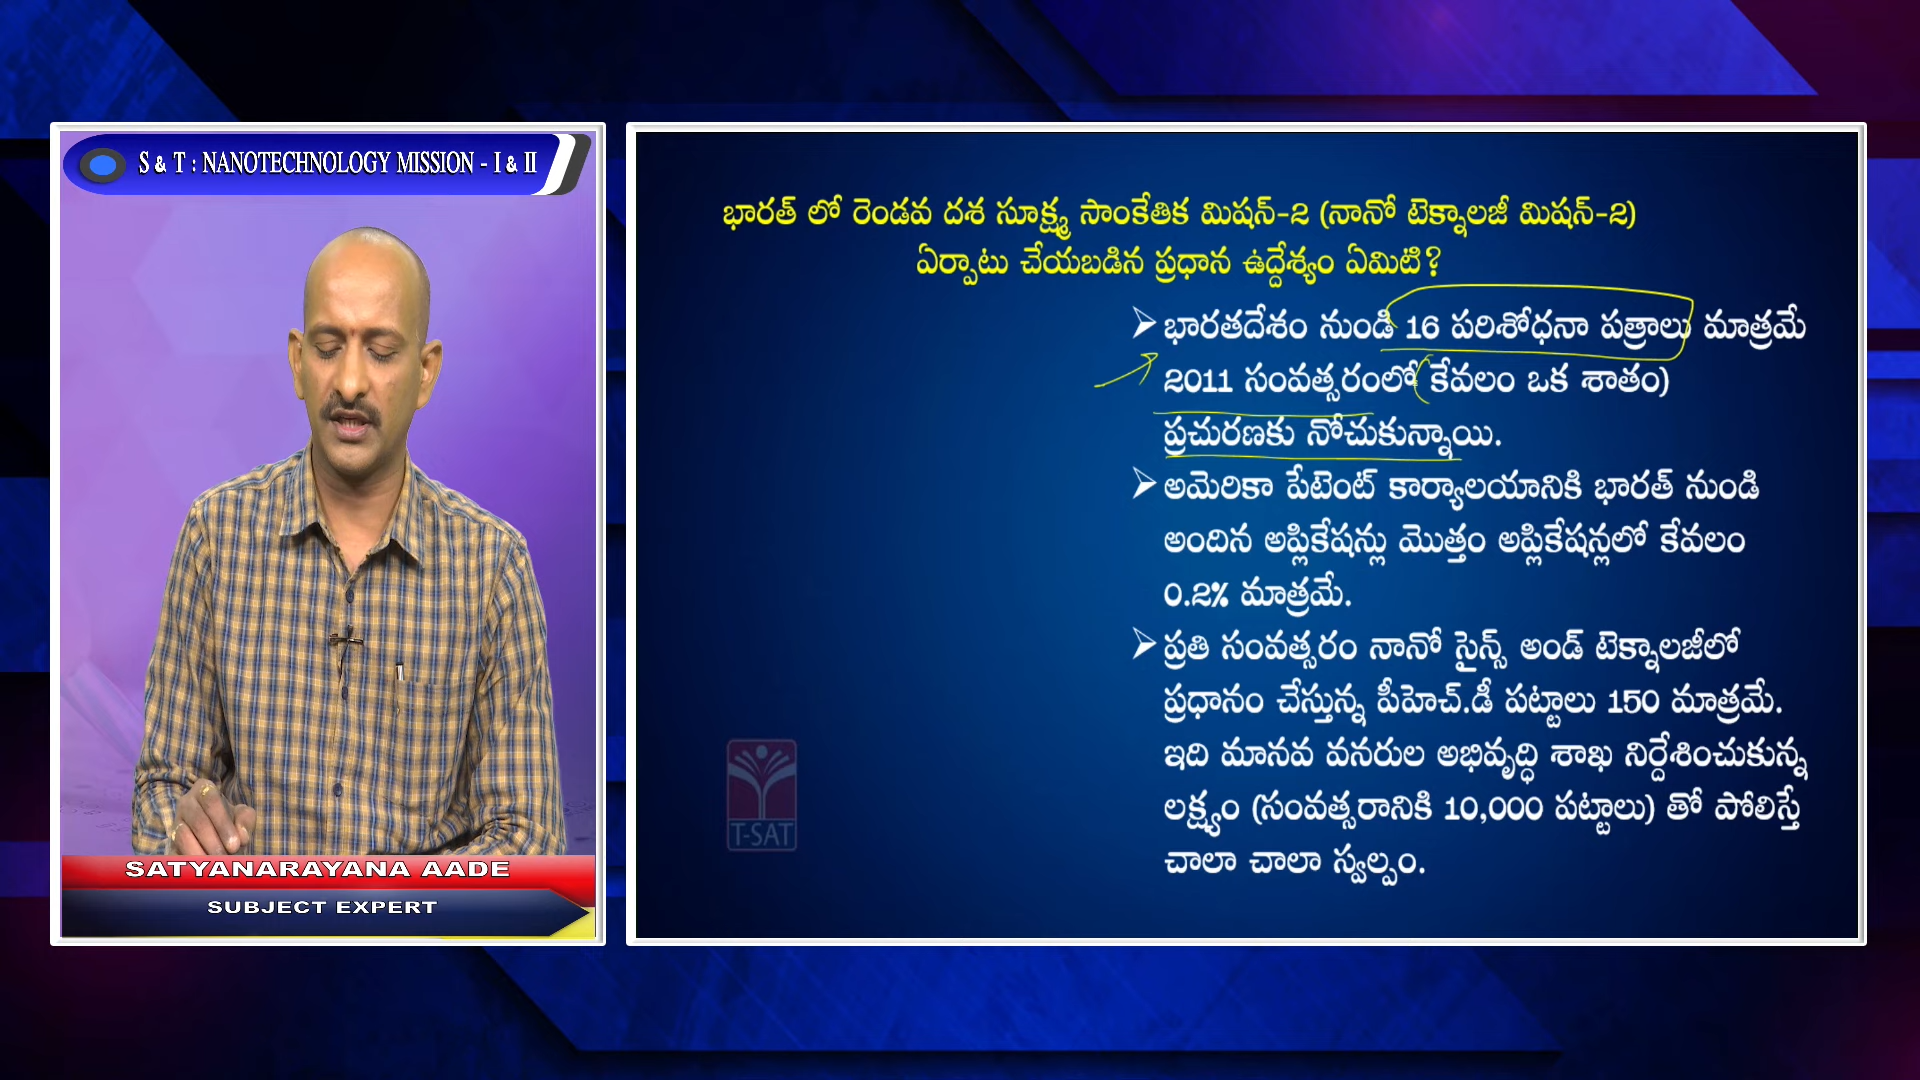 S & T : NANOTECHNOLOGY MISSION - I & II
భారత్ లో రెండవ దశ సూక్ష్మ సాంకేతిక మిషన్-2 (నానో టెక్నాలజీ మిషన్-2)
ఏర్పాటు చేయబడిన ప్రధాన ఉద్దేశ్యం ఏమిటి?
భారతదేశం నుండి 16 పరిశోధనా పత్రాలు మాత్రమే
2011 సంవత్సరంలో (కేవలం ఒక శాతం)
ప్రచురణకు నోచుకున్నాయి.
అమెరికా పేటెంట్ కార్యాలయానికి భారత్ నుండి
అందిన అప్లికేషన్లు మొత్తం అప్లికేషన్లలో కేవలం
0.2% మాత్రమే.
ప్రతి సంవత్సరం నానో సైన్స్ అండ్ టెక్నాలజీలో
ప్రధానం చేస్తున్న పీహెచ్.డీ పట్టాలు 150 మాత్రమే.
ఇది మానవ వనరుల అభివృద్ధి శాఖ నిర్దేశించుకున్న
లక్ష్యం (సంవత్సరానికి 10,000 పట్టాలు) తో పోలిస్తే
చాలా చాలా స్వల్పం.
T-SAT
SATYANARAYANA AADE
SUBJECT EXPERT